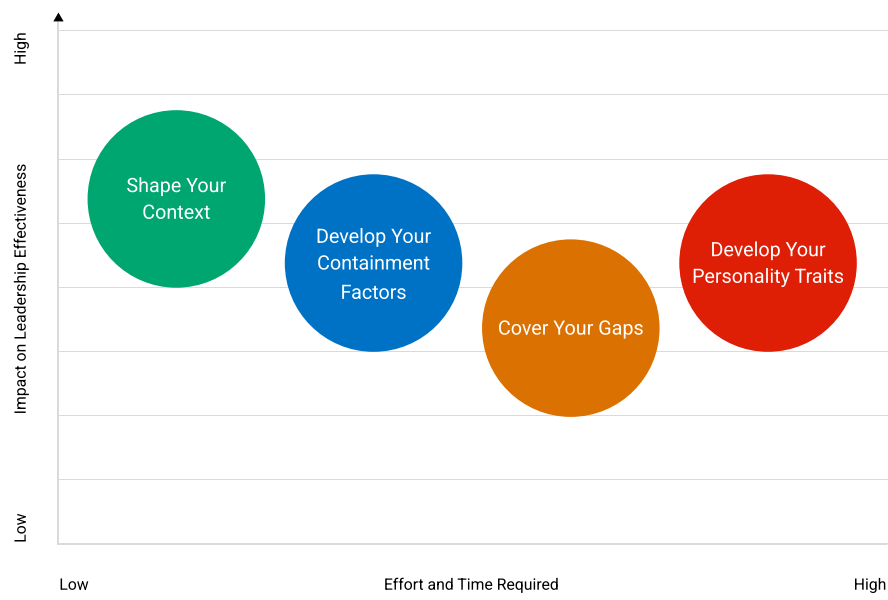 High
Impact on Leadership Effectiveness
Low
Shape Your
Context
Develop Your
Containment
Factors
Cover Your Gaps
Develop Your
Personality Traits
Low
Effort and Time Required
High